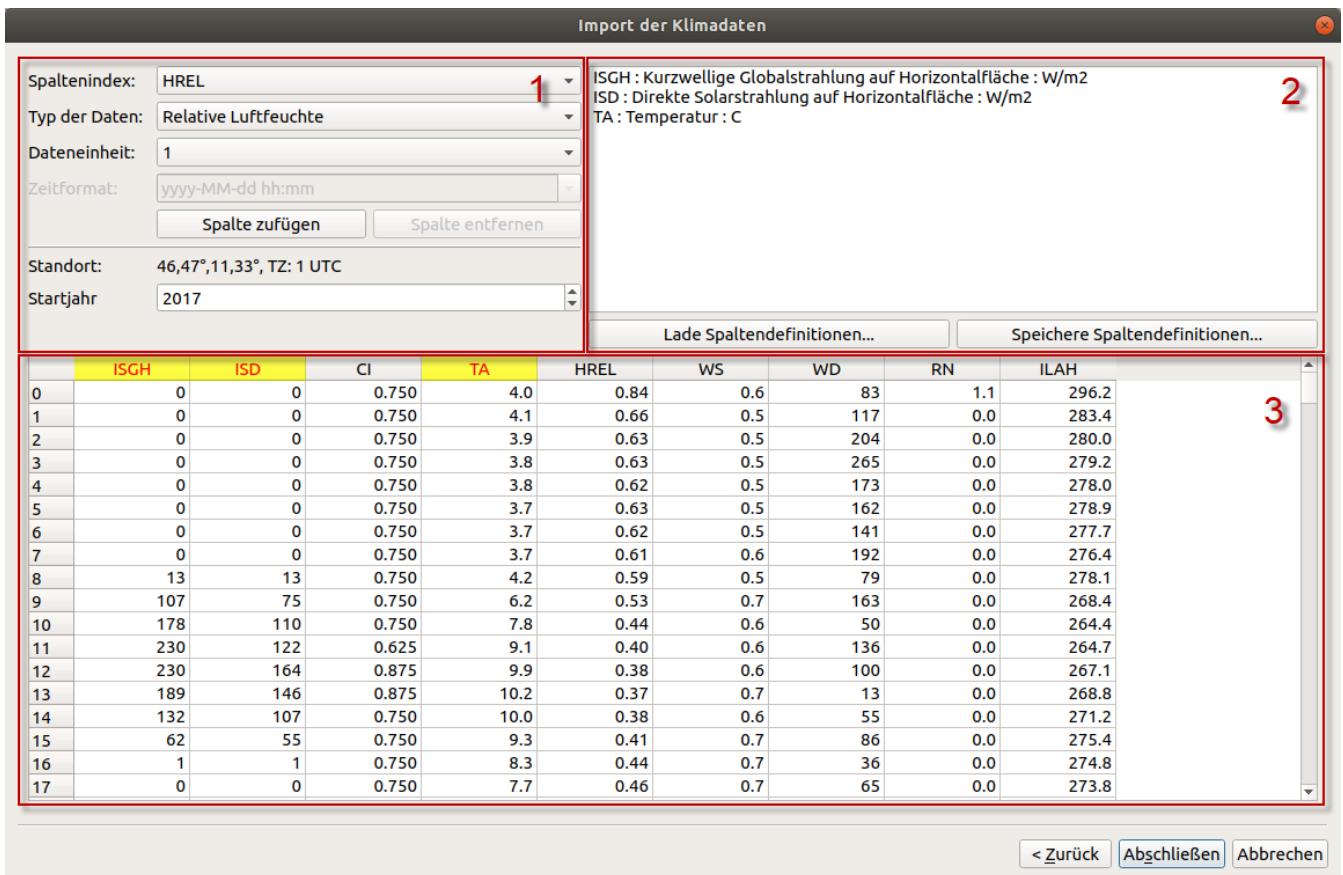 Import der Klimadaten
Spaltenindex: HREL
Typ der Daten: Relative Luftfeuchte
Dateneinheit: 1
Zeitformat: yyyy-MM-dd hh:mm
Spalte zufügen Spalte entfernen
Standort: 46,47°,11,33°, TZ: 1 UTC
Startjahr 2017
1
ISGH : Kurzwellige Globalstrahlung auf Horizontalfläche : W/m2
ISD : Direkte Solarstrahlung auf Horizontalfläche : W/m2
TA : Temperatur : C
2
Lade Spaltendefinitionen... Speichere Spaltendefinitionen...
ISGH ISD CI TA HREL WS WD RN ILAH
0 0 0 0.750 4.0 0.84 0.6 83 1.1 296.2
1 0 0 0.750 4.1 0.66 0.5 117 0.0 283.4
2 0 0 0.750 3.9 0.63 0.5 204 0.0 280.0
3 0 0 0.750 3.8 0.63 0.5 265 0.0 279.2
4 0 0 0.750 3.8 0.62 0.5 173 0.0 278.0
5 0 0 0.750 3.7 0.63 0.5 162 0.0 278.9
6 0 0 0.750 3.7 0.62 0.5 141 0.0 277.7
7 0 0 0.750 3.7 0.61 0.6 192 0.0 276.4
8 13 13 0.750 4.2 0.59 0.5 79 0.0 278.1
9 107 75 0.750 6.2 0.53 0.7 163 0.0 268.4
10 178 110 0.750 7.8 0.44 0.6 50 0.0 264.4
11 230 122 0.625 9.1 0.40 0.6 136 0.0 264.7
12 230 164 0.875 9.9 0.38 0.6 100 0.0 267.1
13 189 146 0.875 10.2 0.37 0.7 13 0.0 268.8
14 132 107 0.750 10.0 0.38 0.6 55 0.0 271.2
15 62 55 0.750 9.3 0.41 0.7 86 0.0 275.4
16 1 1 0.750 8.3 0.44 0.7 36 0.0 274.8
17 0 0 0.750 7.7 0.46 0.7 65 0.0 273.8
3
< Zurück Abschließen Abbrechen